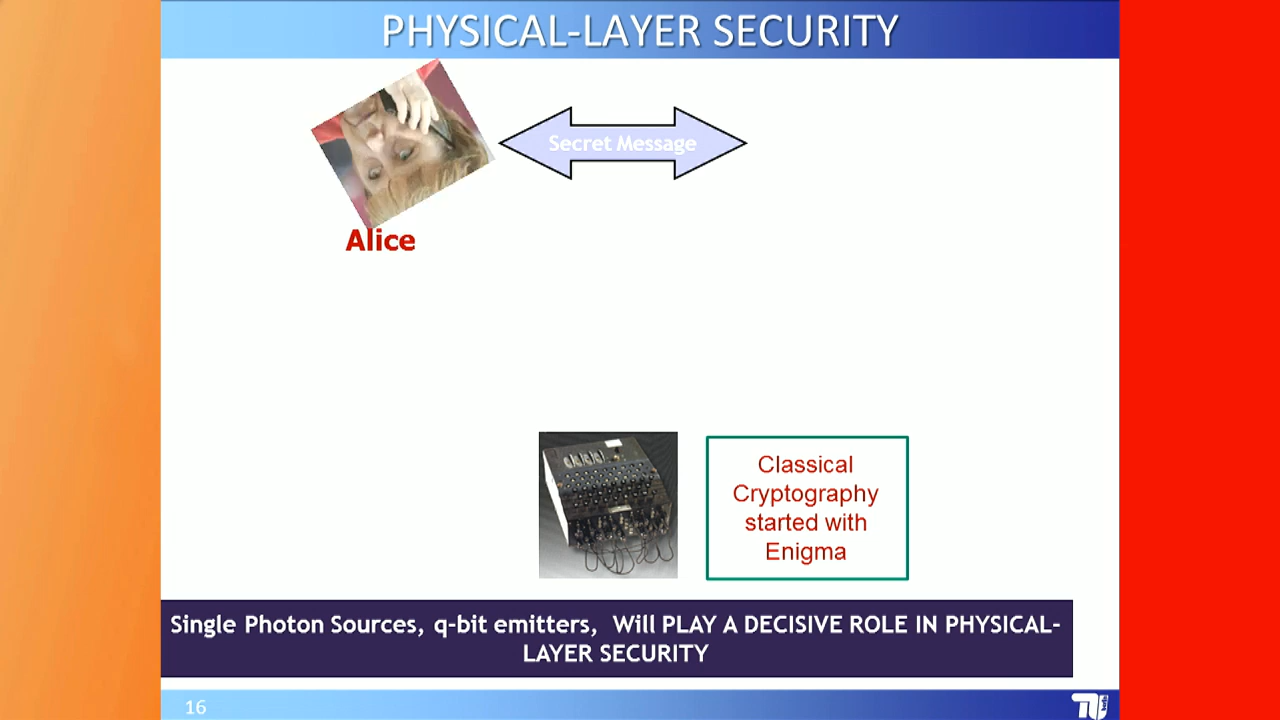 PHYSICAL-LAYER SECURITY
Secret Message
Alice
Classical
Cryptography
started with
Enigma
Single Photon Sources, q-bit emitters, Will PLAY A DECISIVE ROLE IN PHYSICAL-
LAYER SECURITY
16